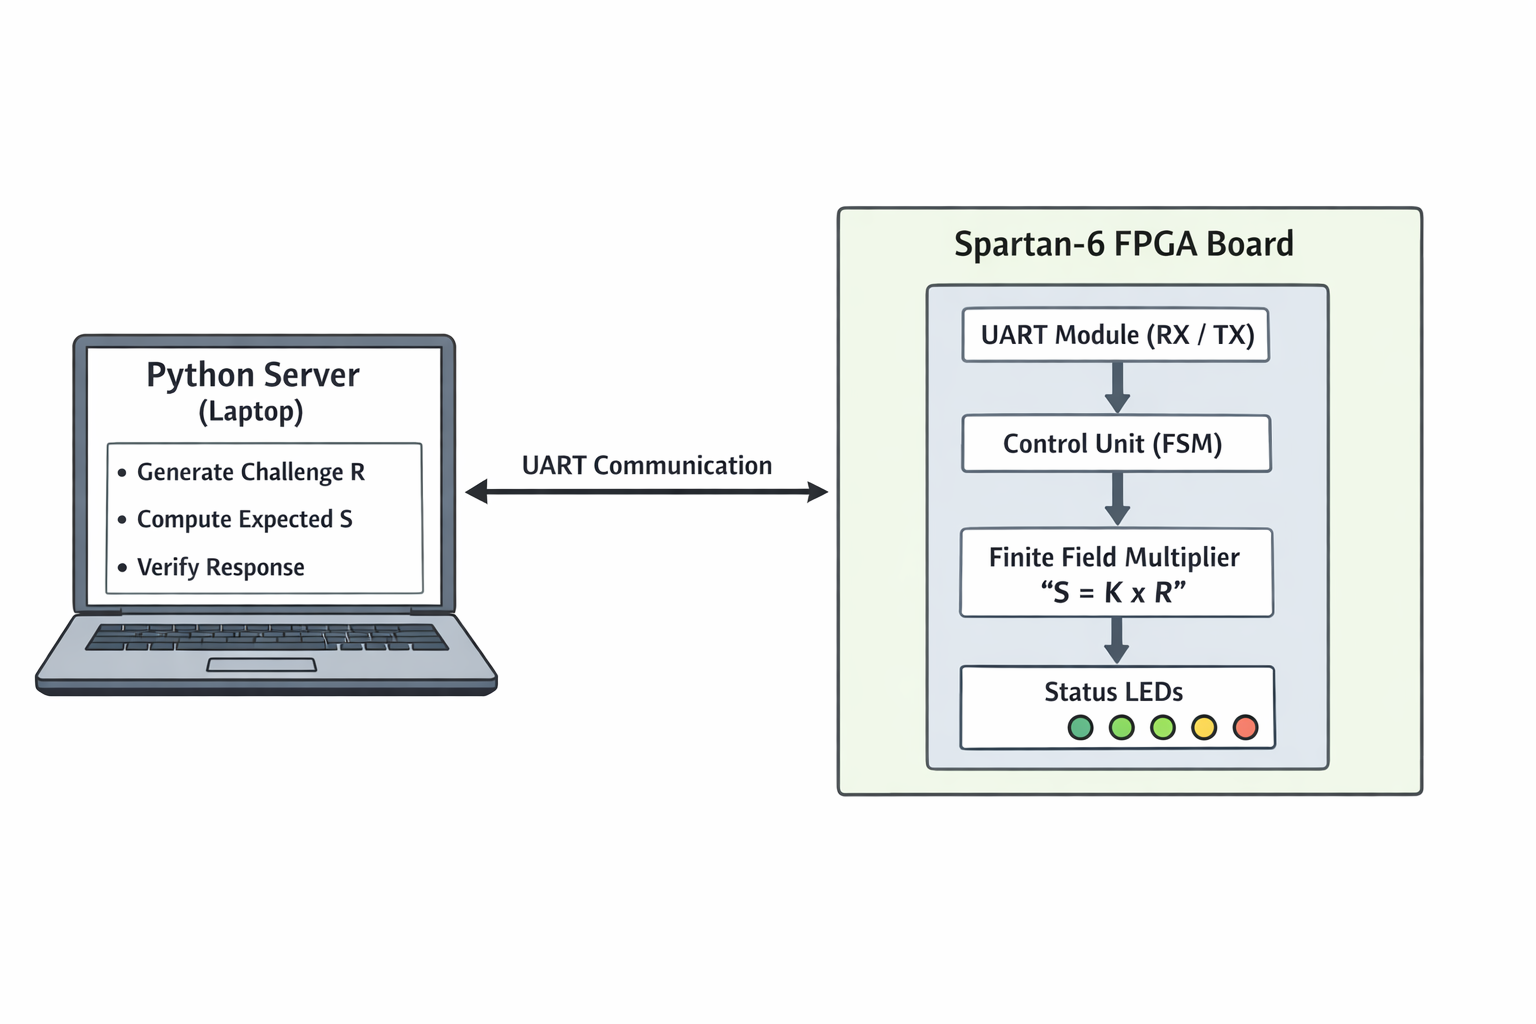 Python Server
(Laptop)
• Generate Challenge R
• Compute Expected S
• Verify Response
UART Communication
Spartan-6 FPGA Board
UART Module (RX / TX)
Control Unit (FSM)
Finite Field Multiplier
“S = K x R”
Status LEDs